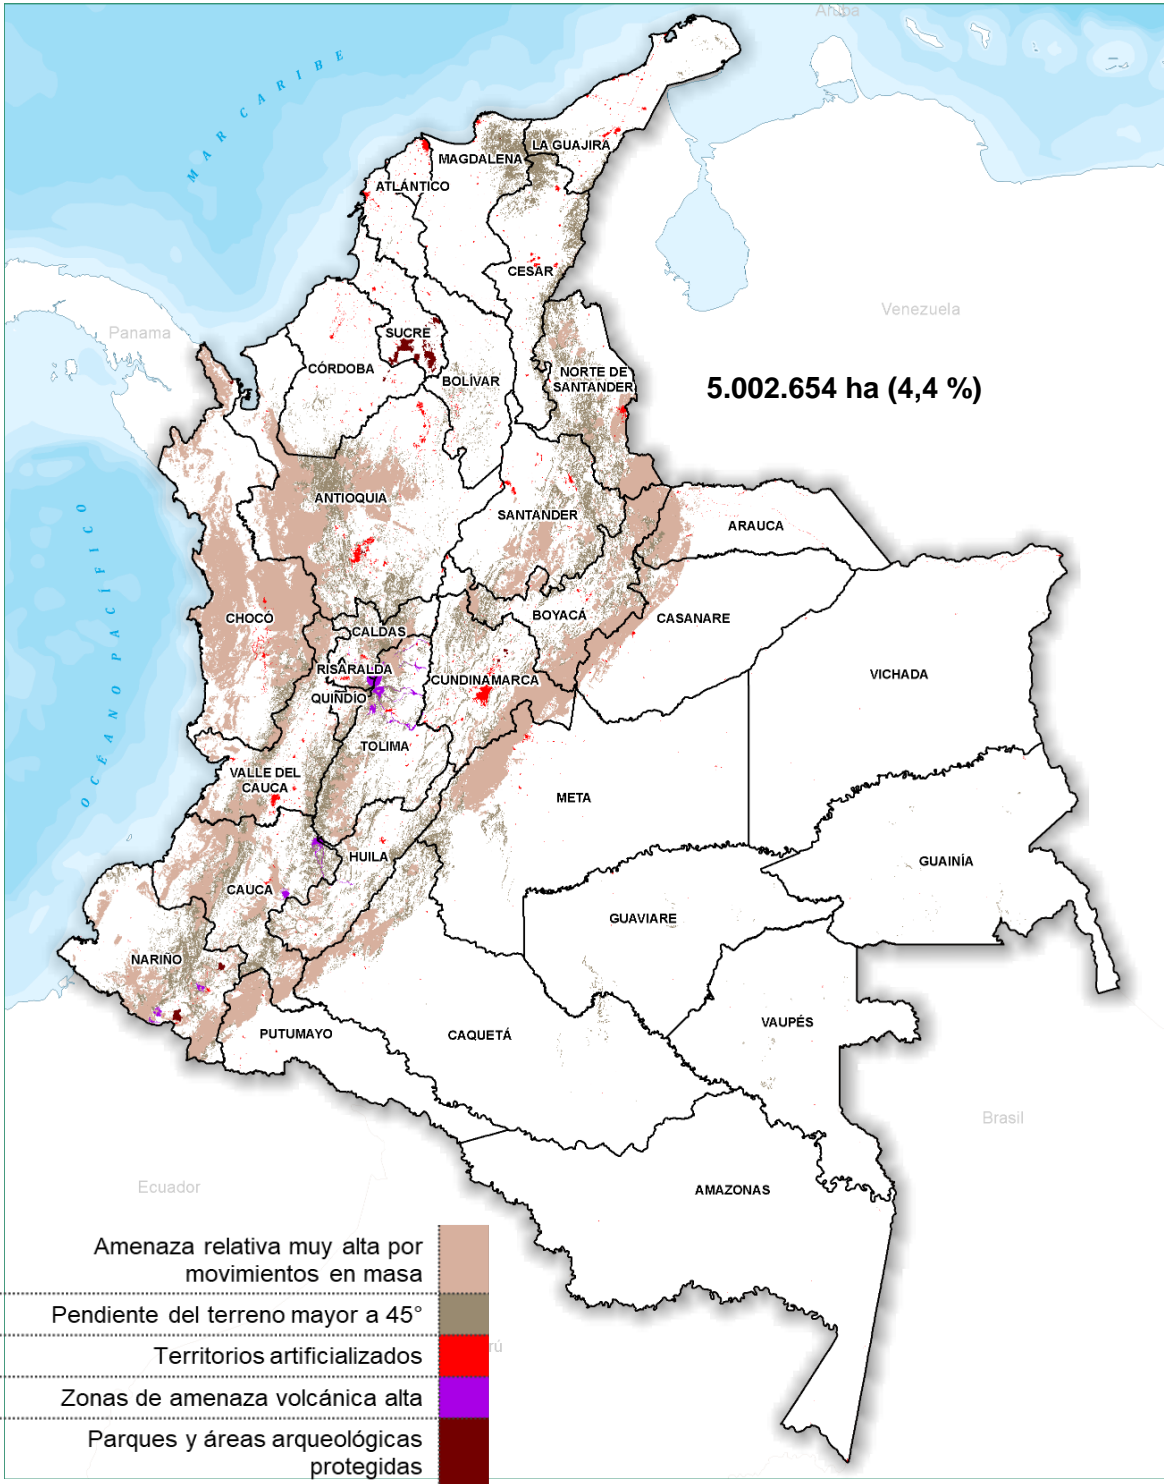 Aruba
MAR CARIBE
LA GUAJIRA
MAGDALENA
ATLÁNTICO
CESAR
Venezuela
Panama
SUCRE
CÓRDOBA
BOLÍVAR
NORTE DE
SANTANDER
5.002.654 ha (4,4 %)
ANTIOQUIA
SANTANDER
ARAUCA
OCÉANO PACÍFICO
CHOCÓ
BOYACÁ
CASANARE
CALDAS
RISARALDA
CUNDINAMARCA
VICHADA
QUINDÍO
TOLIMA
VALLE DEL
CAUCA
META
HUILA
GUAINÍA
CAUCA
GUAVIARE
NARIÑO
VAUPÉS
PUTUMAYO
CAQUETÁ
Brasil
Ecuador
AMAZONAS
Amenaza relativa muy alta por
movimientos en masa
Pendiente del terreno mayor a 45°
rú
Territorios artificializados
Zonas de amenaza volcánica alta
Parques y áreas arqueológicas
protegidas